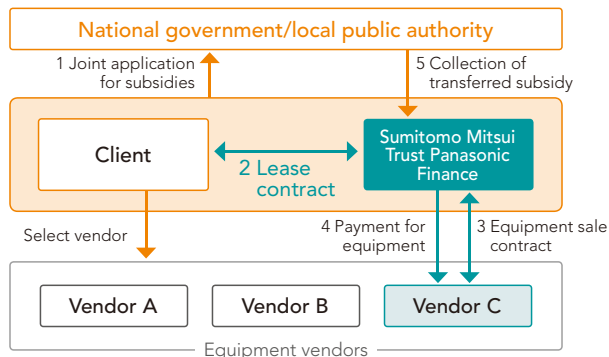 National government/local public authority
1 Joint application
for subsidies
5 Collection of
transferred subsidy
Client
2 Lease
contract
Sumitomo Mitsui
Trust Panasonic
Finance
Select vendor
4 Payment for
equipment
3 Equipment sale
contract
Vendor A
Vendor B
Vendor C
Equipment vendors